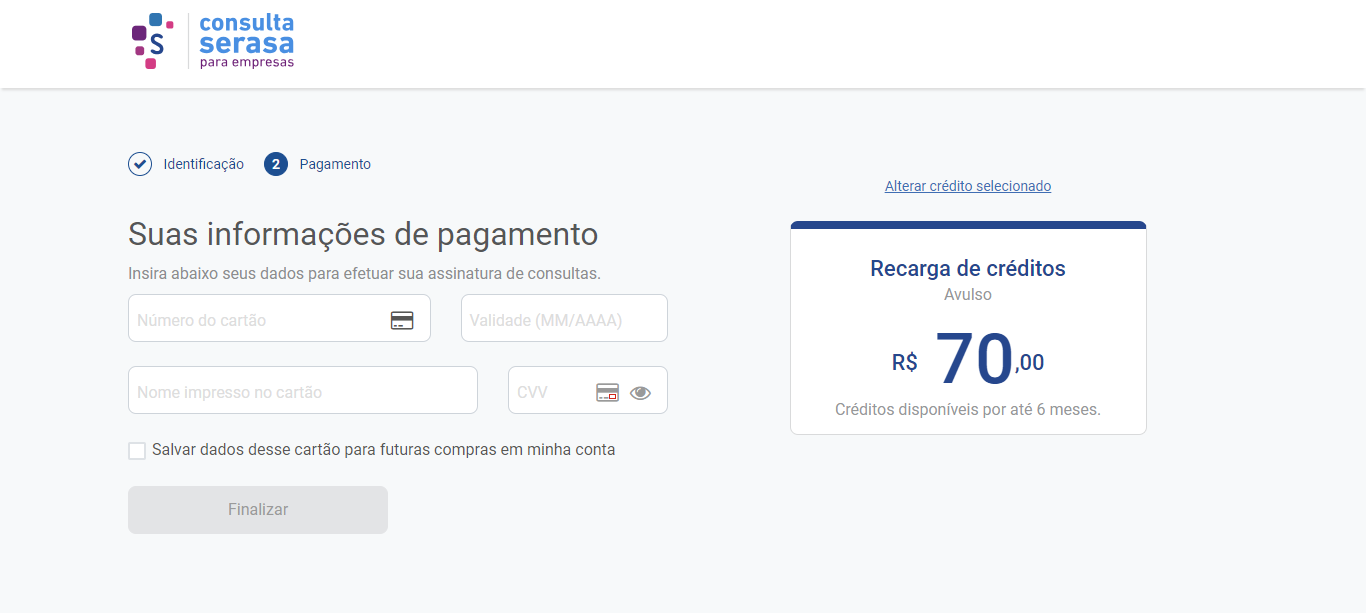 S
consulta
serasa
para empresas
Identificação
2 Pagamento
Suas informações de pagamento
Insira abaixo seus dados para efetuar sua assinatura de consultas.
Número do cartão
Validade (MM/AAAA)
Nome impresso no cartão
CVV
Salvar dados desse cartão para futuras compras em minha conta
Finalizar
Alterar crédito selecionado
Recarga de créditos
Avulso
R$ 70,00
Créditos disponíveis por até 6 meses.